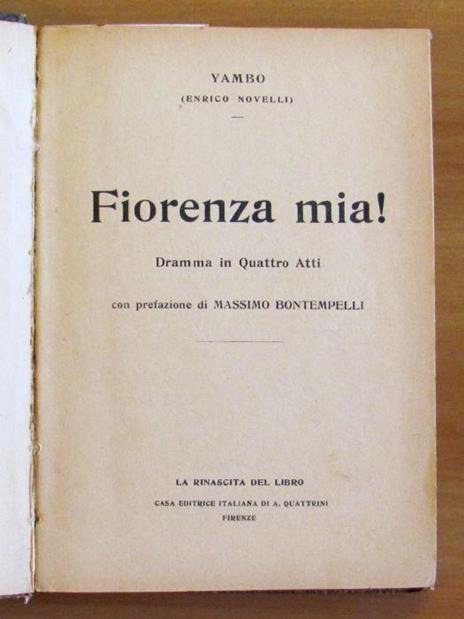 YAMBO
(ENRICO NOVELLI)
Fiorenza mia!
Dramma in Quattro Atti
con prefazione di MASSIMO BONTEMPELLI
LA RINASCITA DEL LIBRO
CASA EDITRICE ITALIANA DI A. QUATTRINI
FIRENZE